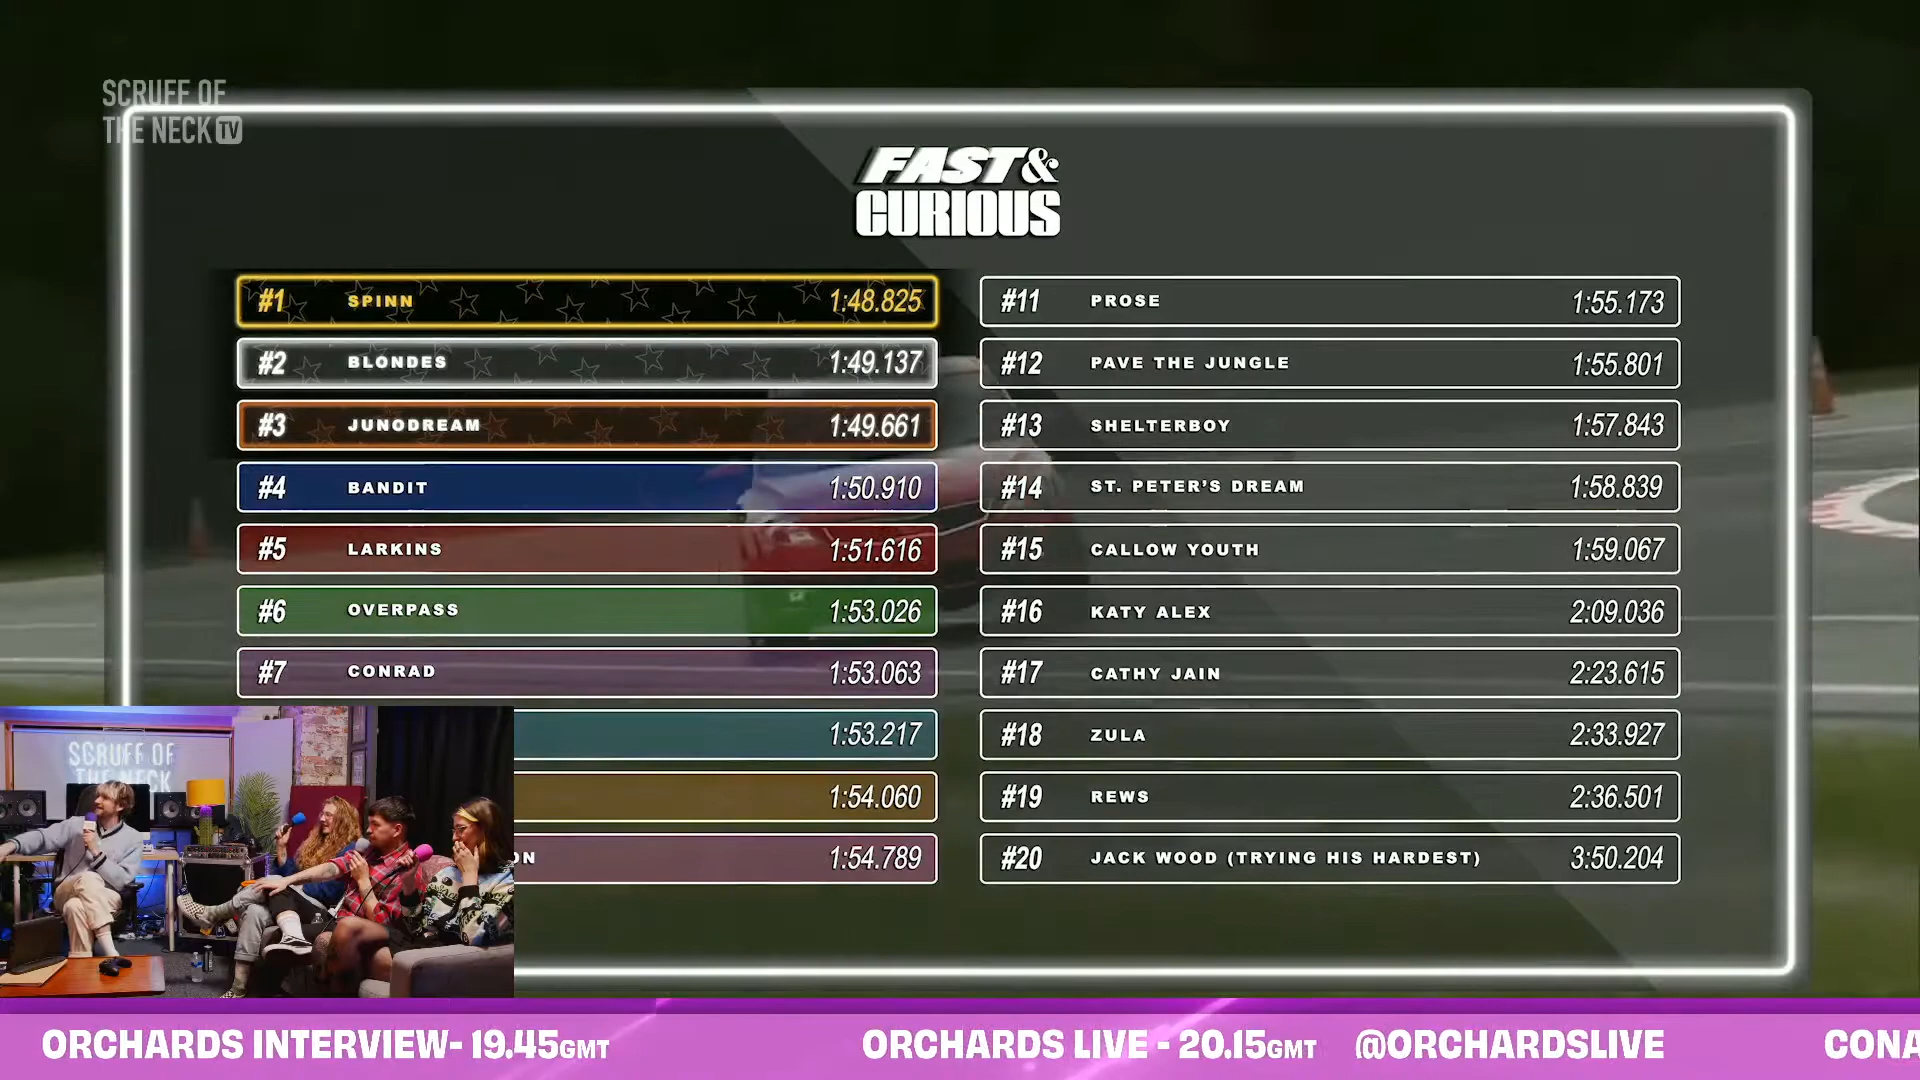 SCRUFF OF
THE NECK TV
FAST &
CURIOUS
#1 SPINN 1:48.825
#2 BLONDES 1:49.137
#3 JUNODREAM 1:49.661
#4 BANDIT 1:50.910
#5 LARKINS 1:51.616
#6 OVERPASS 1:53.026
#7 CONRAD 1:53.063
1:53.217
1:54.060
ON 1:54.789
#11 PROSE 1:55.173
#12 PAVE THE JUNGLE 1:55.801
#13 SHELTERBOY 1:57.843
#14 ST. PETER'S DREAM 1:58.839
#15 CALLOW YOUTH 1:59.067
#16 KATY ALEX 2:09.036
#17 CATHY JAIN 2:23.615
#18 ZULA 2:33.927
#19 REWS 2:36.501
#20 JACK WOOD (TRYING HIS HARDEST) 3:50.204
SCRUFF OF
THE NECK
ORCHARDS INTERVIEW- 19.45GMT ORCHARDS LIVE - 20.15GMT @ORCHARDSLIVE CONA